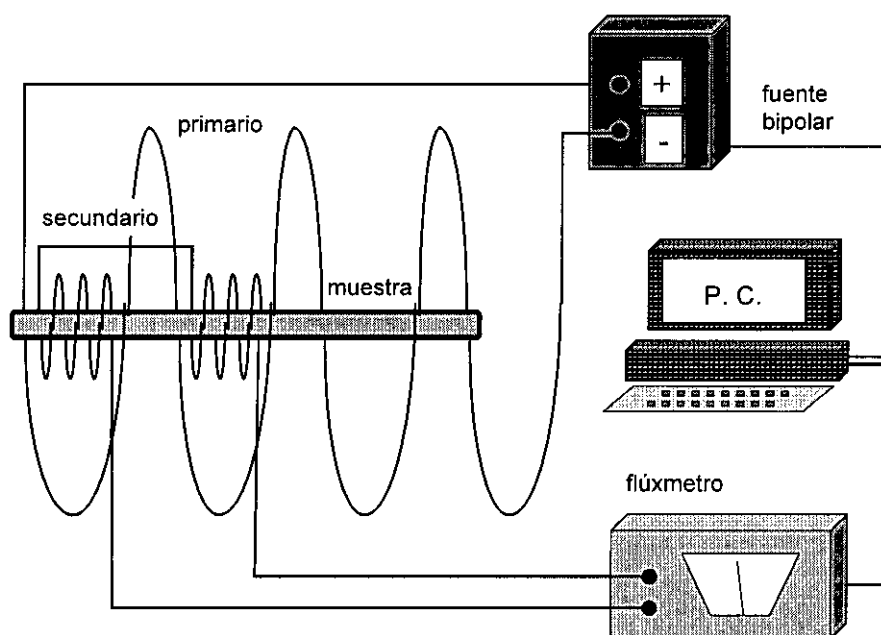 +
fuente
bipolar
-
primario
secundario
muestra
P. C.
flúxmetro